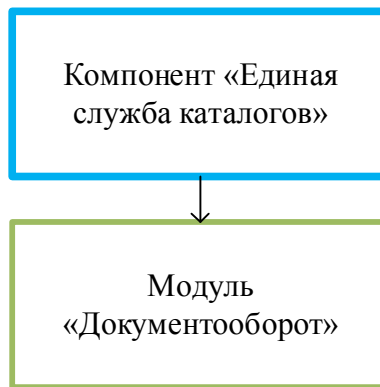 Компонент «Единая
служба каталогов»
Модуль
«Документооборот»